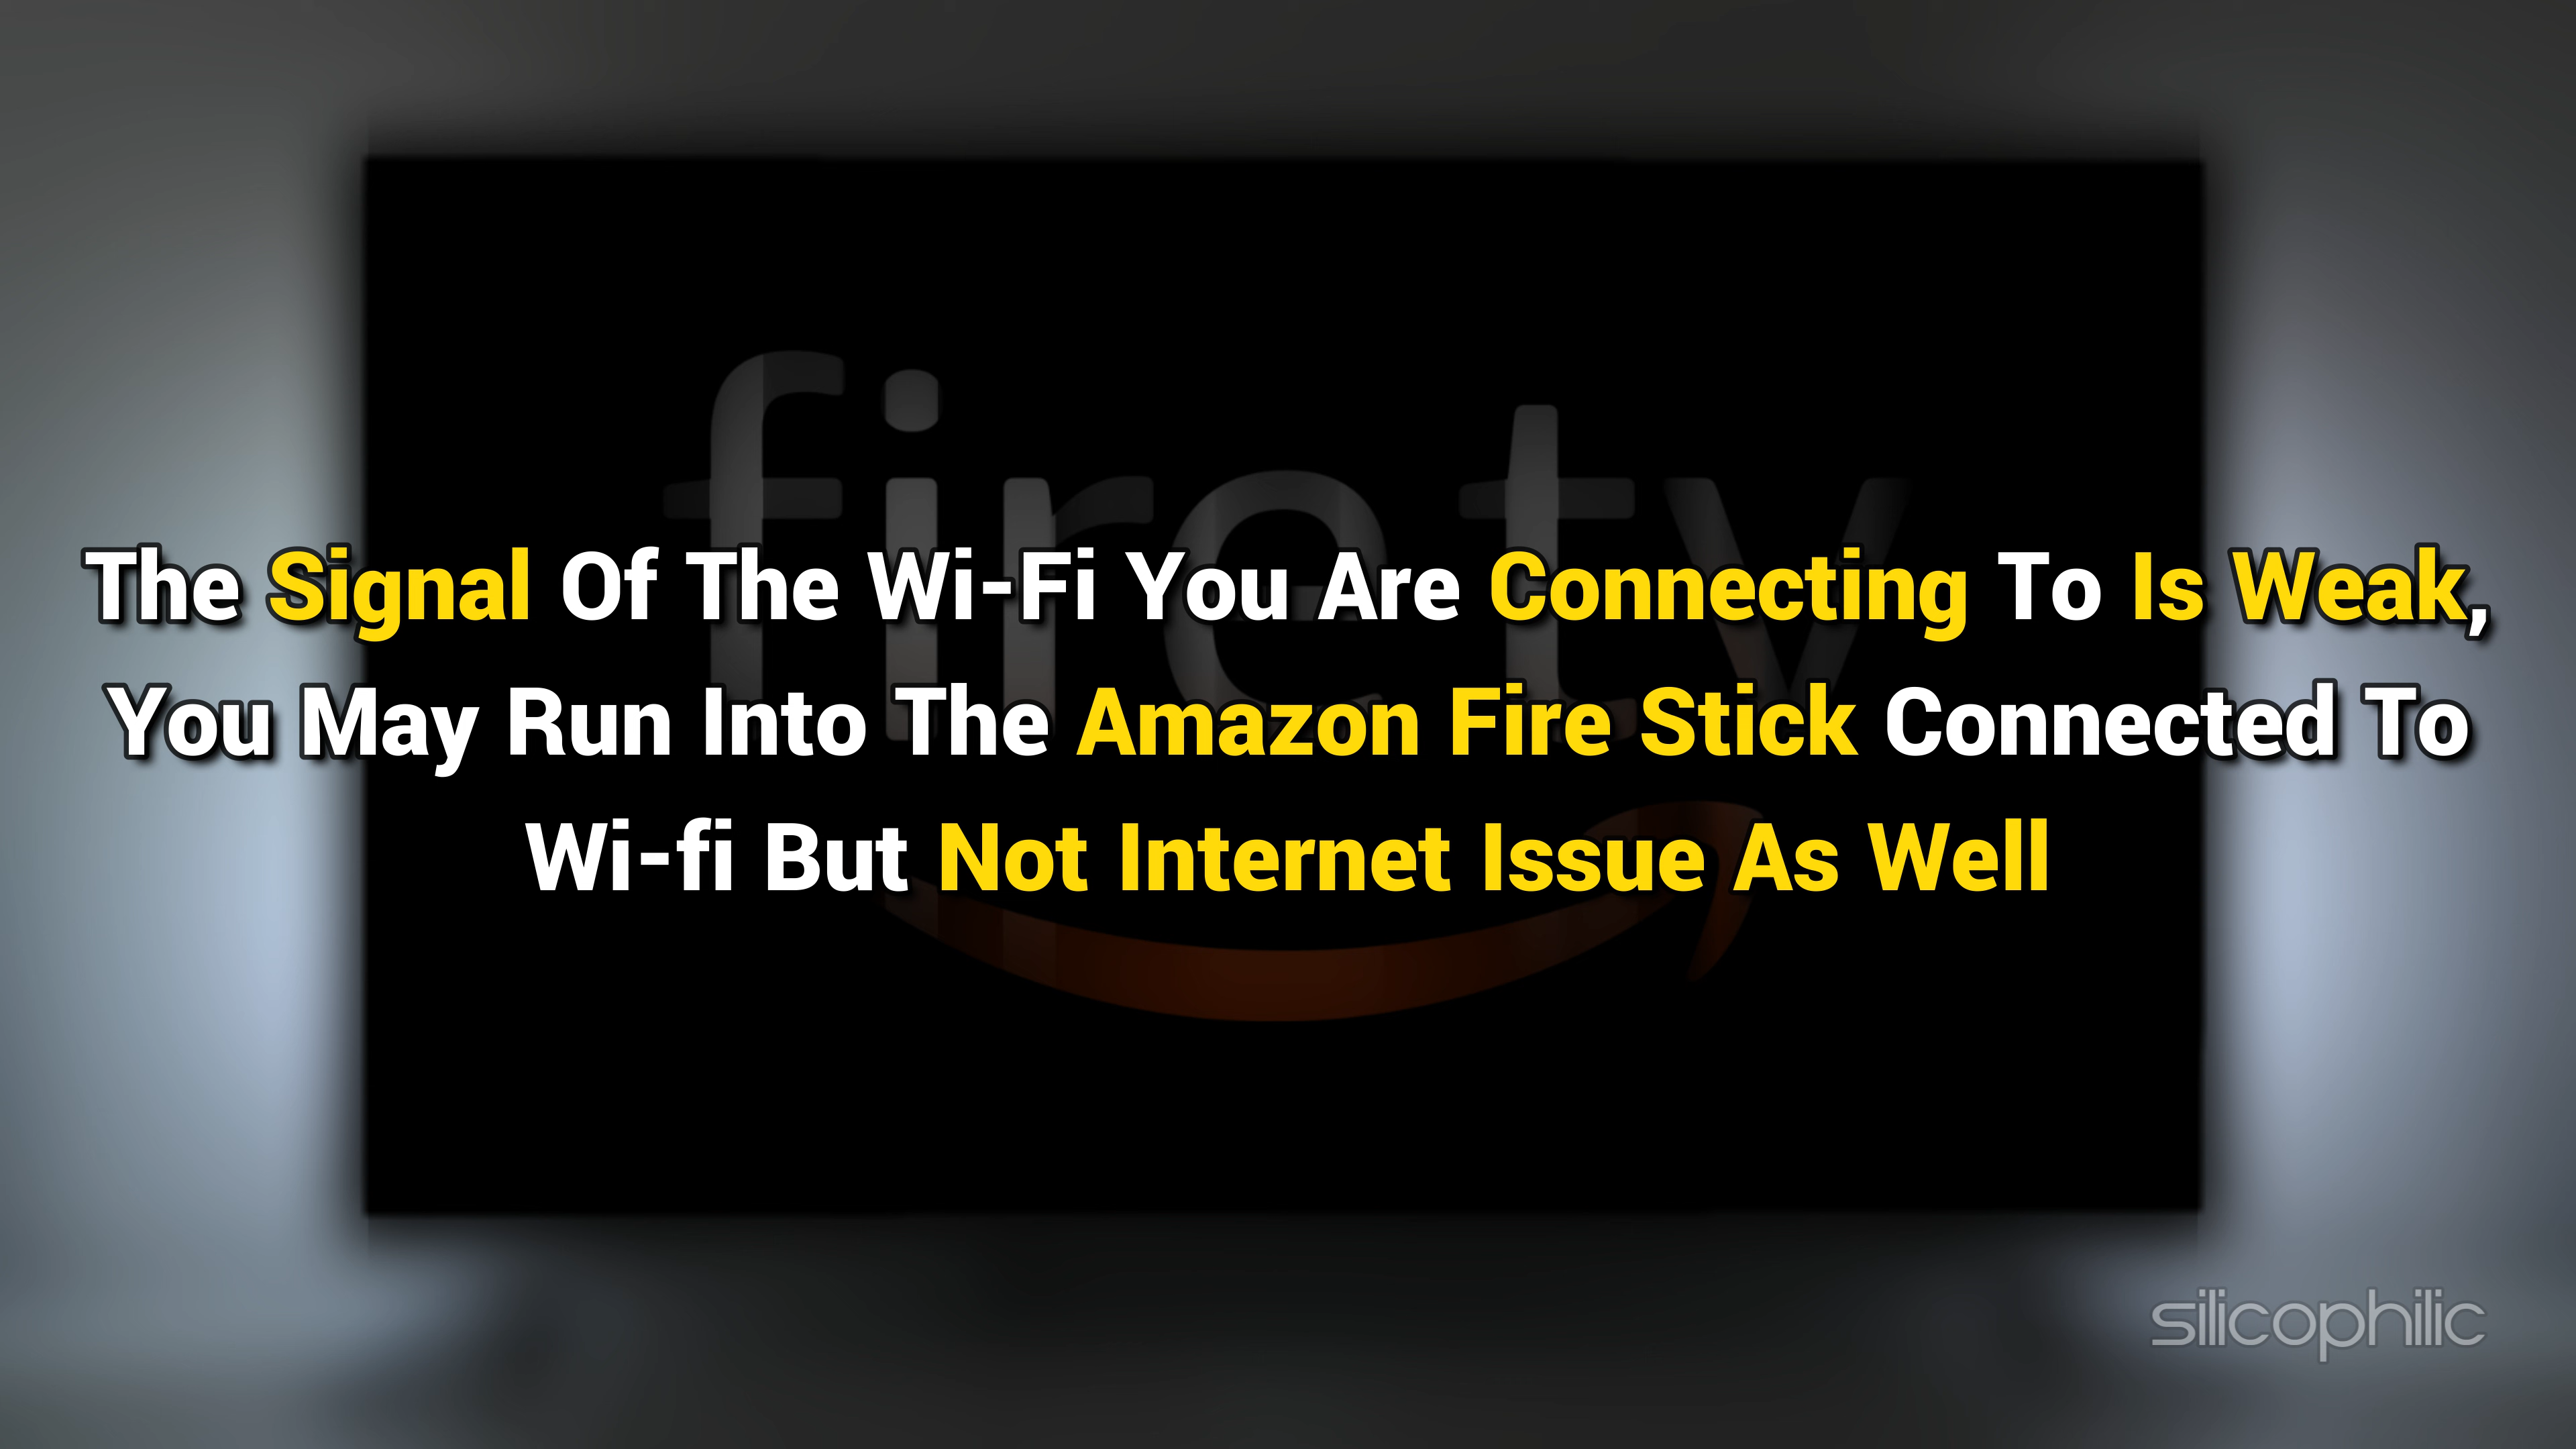 fire tv
The Signal Of The Wi-Fi You Are Connecting To Is Weak,
You May Run Into The Amazon Fire Stick Connected To
Wi-fi But Not Internet Issue As Well
silicophilic